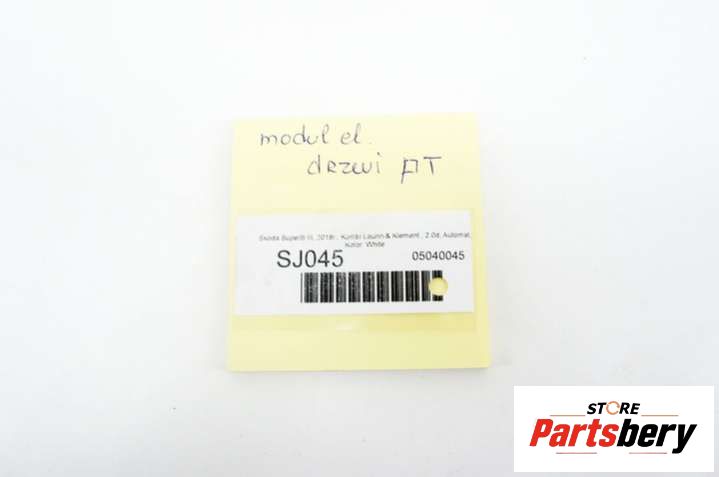 modul el.
drzwi PT
Skoda SuperB III, 2018r., Kombi Laurin & Klement , 2.0d, Automat,
Kolor: White
SJ045 05040045
STORE
Partsbery